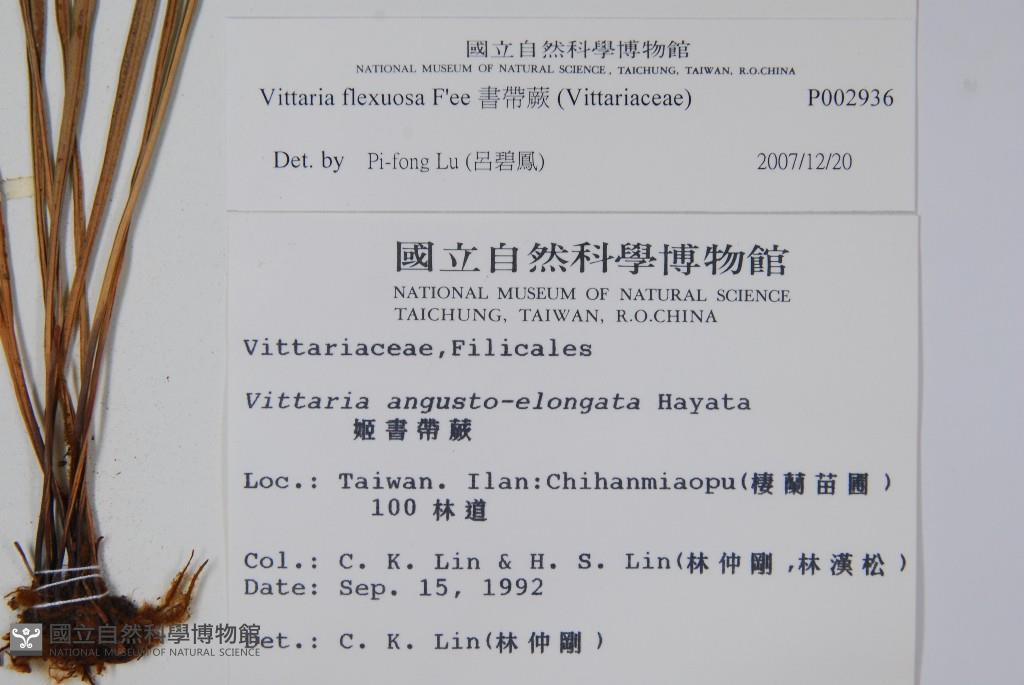 國立自然科學博物館
NATIONAL MUSEUM OF NATURAL SCIENCE, TAICHUNG, TAIWAN, R.O.CHINA
Vittaria flexuosa F'ee 書帶蕨 (Vittariaceae) P002936
Det. by Pi-fong Lu (呂碧鳳) 2007/12/20
國立自然科學博物館
NATIONAL MUSEUM OF NATURAL SCIENCE
TAICHUNG, TAIWAN, R.O.CHINA
Vittariaceae,Filicales
Vittaria angusto-elongata Hayata
姬書帶蕨
Loc.: Taiwan. Ilan:Chihanmiaopu(棲蘭苗圃)
100 林道
Col.: C. K. Lin & H. S. Lin(林仲剛,林漢松)
Date: Sep. 15, 1992
Det.: C. K. Lin(林仲剛)
國立自然科學博物館
NATIONAL MUSEUM OF NATURAL SCIENCE